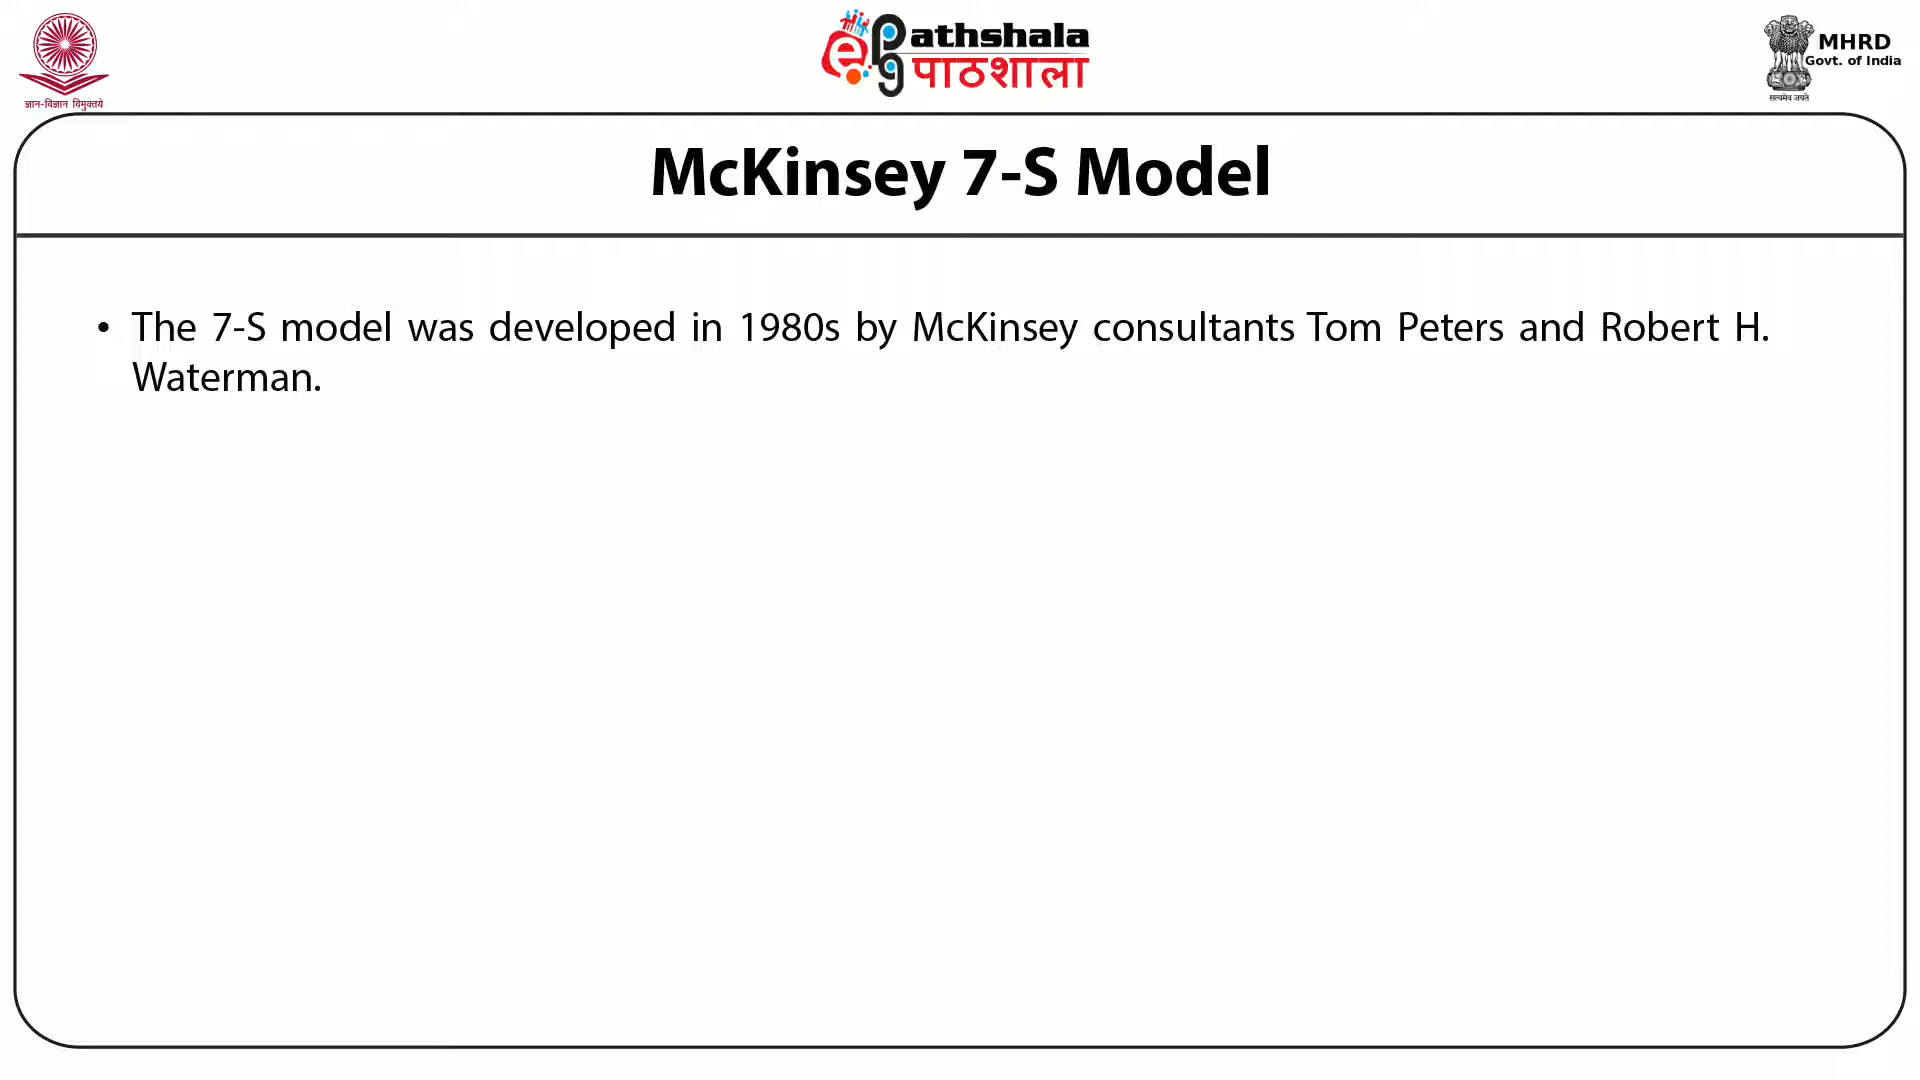 ज्ञान-विज्ञान विमुक्तये
e pg athshala
पाठशाला
MHRD
Govt. of India
सत्यमेव जयते
McKinsey 7-S Model
• The 7-S model was developed in 1980s by McKinsey consultants Tom Peters and Robert H.
Waterman.